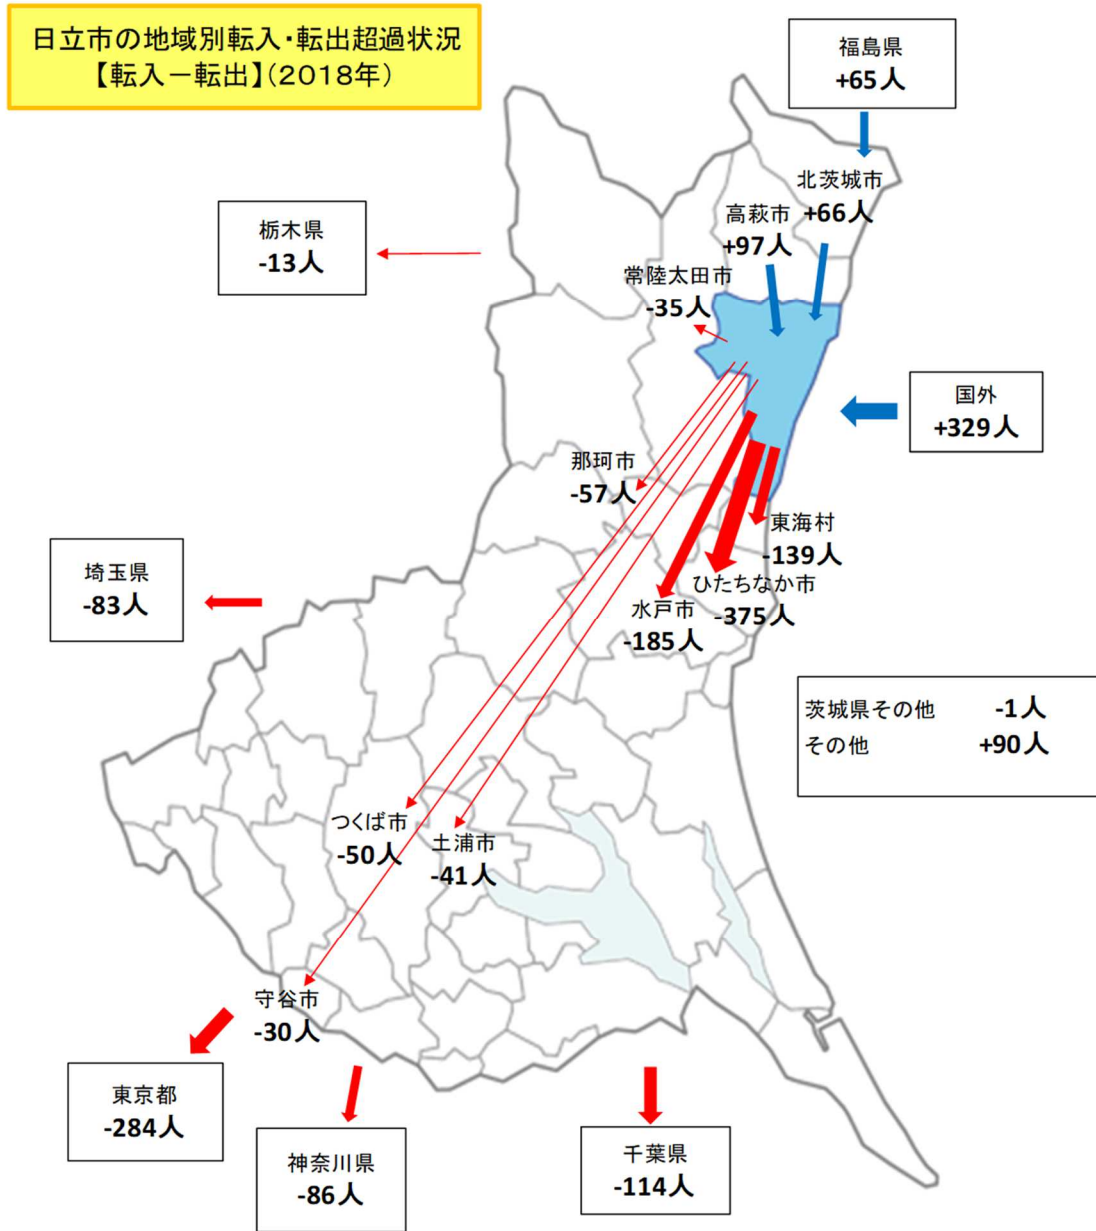 日立市の地域別転入・転出超過状況
【転入－転出】（2018年）
福島県
+65人
北茨城市
+66人
高萩市
+97人
栃木県
-13人
常陸太田市
-35人
国外
+329人
那珂市
-57人
東海村
-139人
ひたちなか市
-375人
水戸市
-185人
埼玉県
-83人
茨城県その他 -1人
その他 +90人
つくば市
-50人
土浦市
-41人
守谷市
-30人
東京都
-284人
神奈川県
-86人
千葉県
-114人